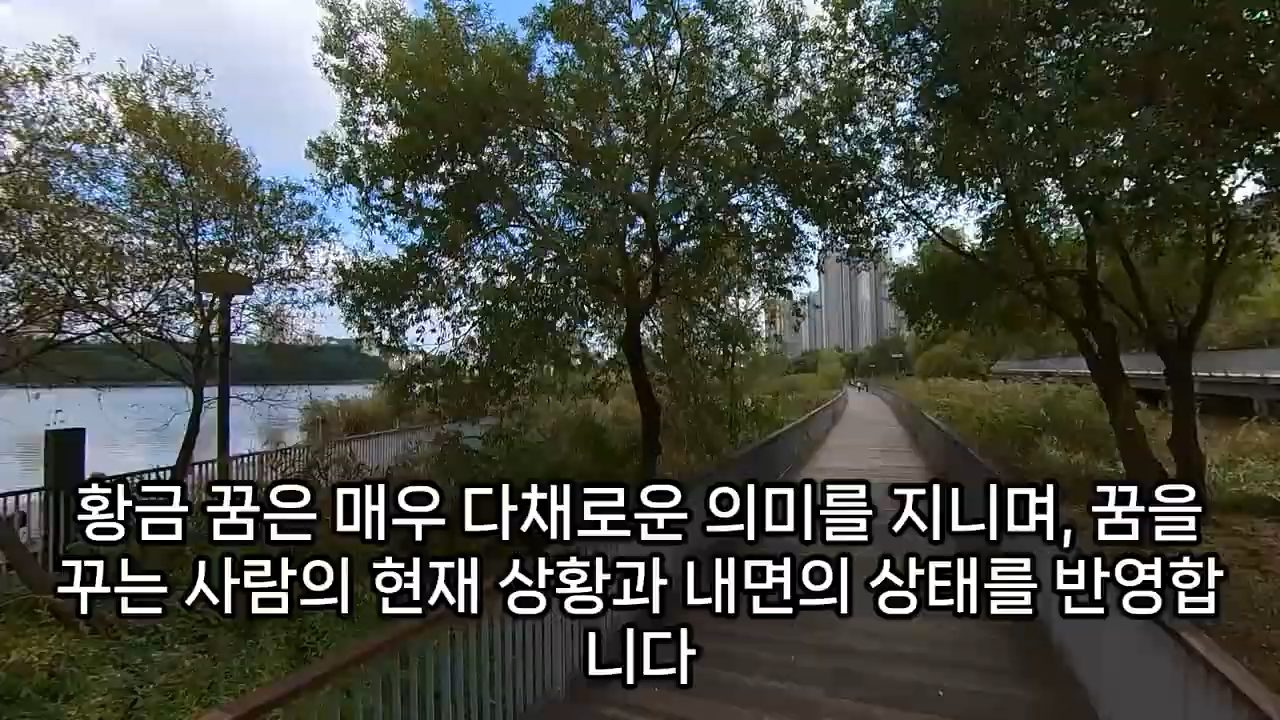 황금 꿈은 매우 다채로운 의미를 지니며, 꿈을
꾸는 사람의 현재 상황과 내면의 상태를 반영합
니다